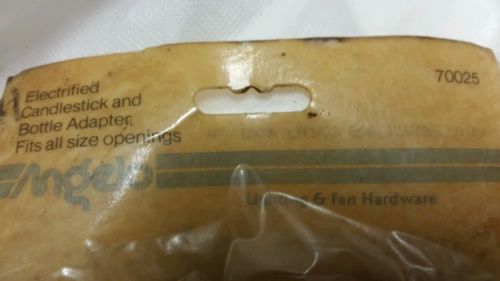 Electrified
Candlestick and
Bottle Adapter,
Fits all size openings
70025
Angelo
Lighting & Fan Hardware